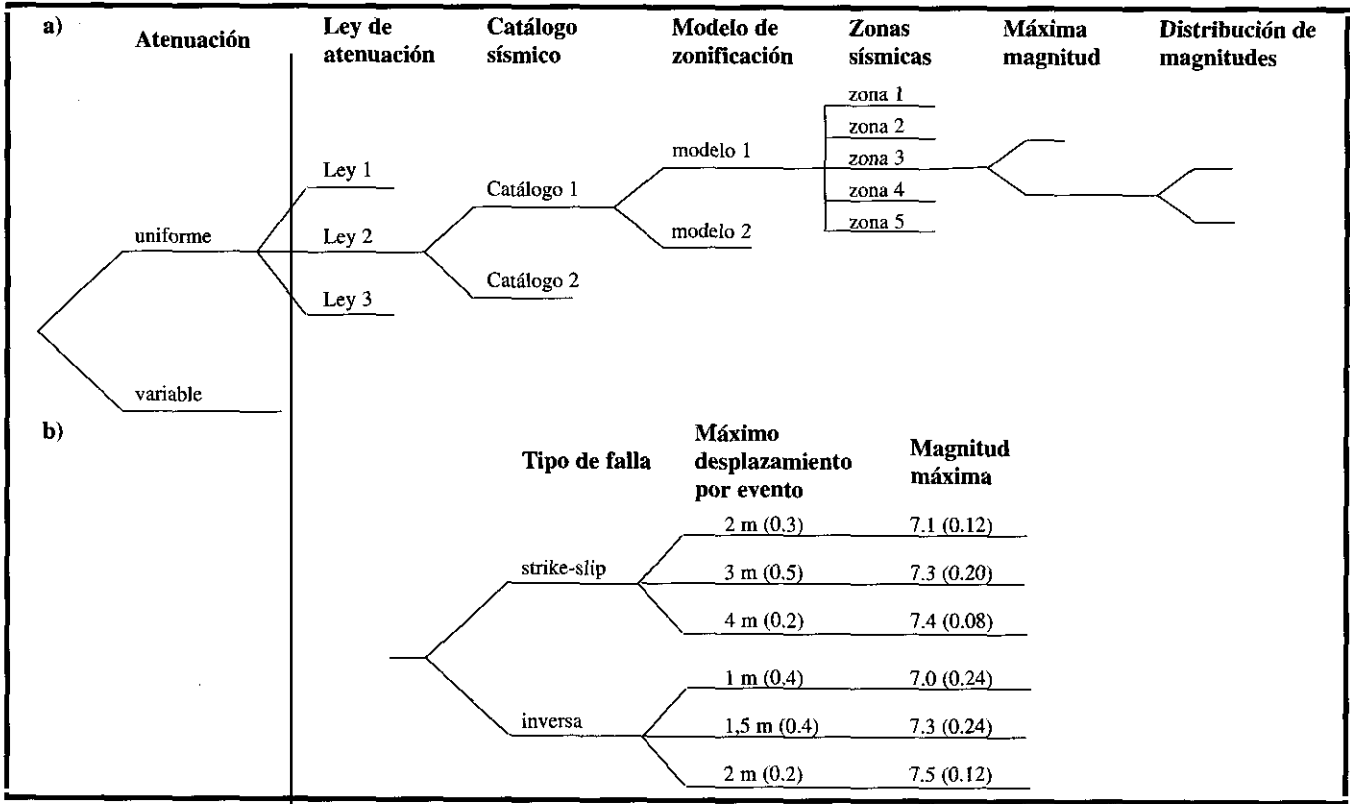 a)
Atenuación
Ley de
atenuación
Catálogo
sísmico
Modelo de
zonificación
Zonas
sísmicas
Máxima
magnitud
Distribución de
magnitudes
zona 1
zona 2
zona 3
zona 4
zona 5
modelo 1
modelo 2
Ley 1
Ley 2
Ley 3
Catálogo 1
Catálogo 2
uniforme
variable
b)
Tipo de falla
Máximo
desplazamiento
por evento
Magnitud
máxima
strike-slip
2 m (0.3) 7.1 (0.12)
3 m (0.5) 7.3 (0.20)
4 m (0.2) 7.4 (0.08)
inversa
1 m (0,4) 7.0 (0.24)
1,5 m (0.4) 7.3 (0.24)
2 m (0.2) 7.5 (0.12)